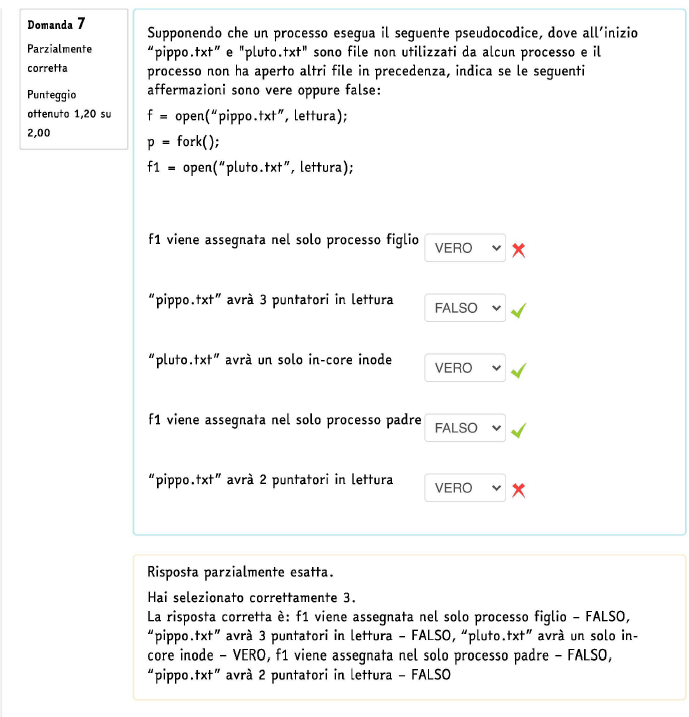 Domanda 7
Parzialmente
corretta
Punteggio
ottenuto 1,20 su
2,00
Supponendo che un processo esegua il seguente pseudocodice, dove all'inizio
“pippo.txt” e "pluto.txt" sono file non utilizzati da alcun processo e il
processo non ha aperto altri file in precedenza, indica se le seguenti
affermazioni sono vere oppure false:
f = open(“pippo.txt”, lettura);
p = fork();
f1 = open(“pluto.txt”, lettura);
f1 viene assegnata nel solo processo figlio VERO
“pippo.txt” avrà 3 puntatori in lettura FALSO
“pluto.txt” avrà un solo in-core inode VERO
f1 viene assegnata nel solo processo padre FALSO
“pippo.txt” avrà 2 puntatori in lettura VERO
Risposta parzialmente esatta.
Hai selezionato correttamente 3.
La risposta corretta è: f1 viene assegnata nel solo processo figlio – FALSO,
“pippo.txt” avrà 3 puntatori in lettura – FALSO, “pluto.txt” avrà un solo in-
core inode – VERO, f1 viene assegnata nel solo processo padre – FALSO,
“pippo.txt” avrà 2 puntatori in lettura – FALSO